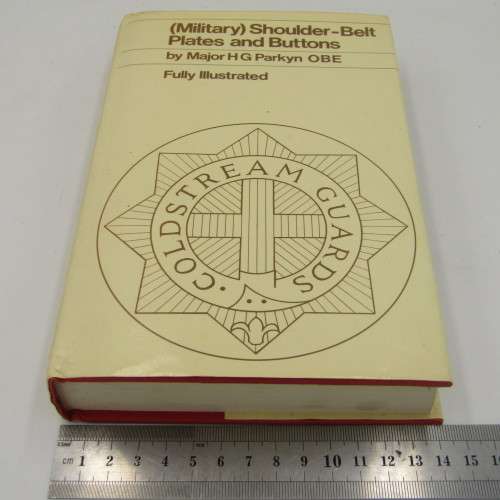 (Military) Shoulder-Belt
Plates and Buttons
by Major H G Parkyn OBE
Fully Illustrated
· COLDSTREAM GUARDS ·
cm 1 2 3 4 5 6 7 8 9 10 11 12 13 14 15 16